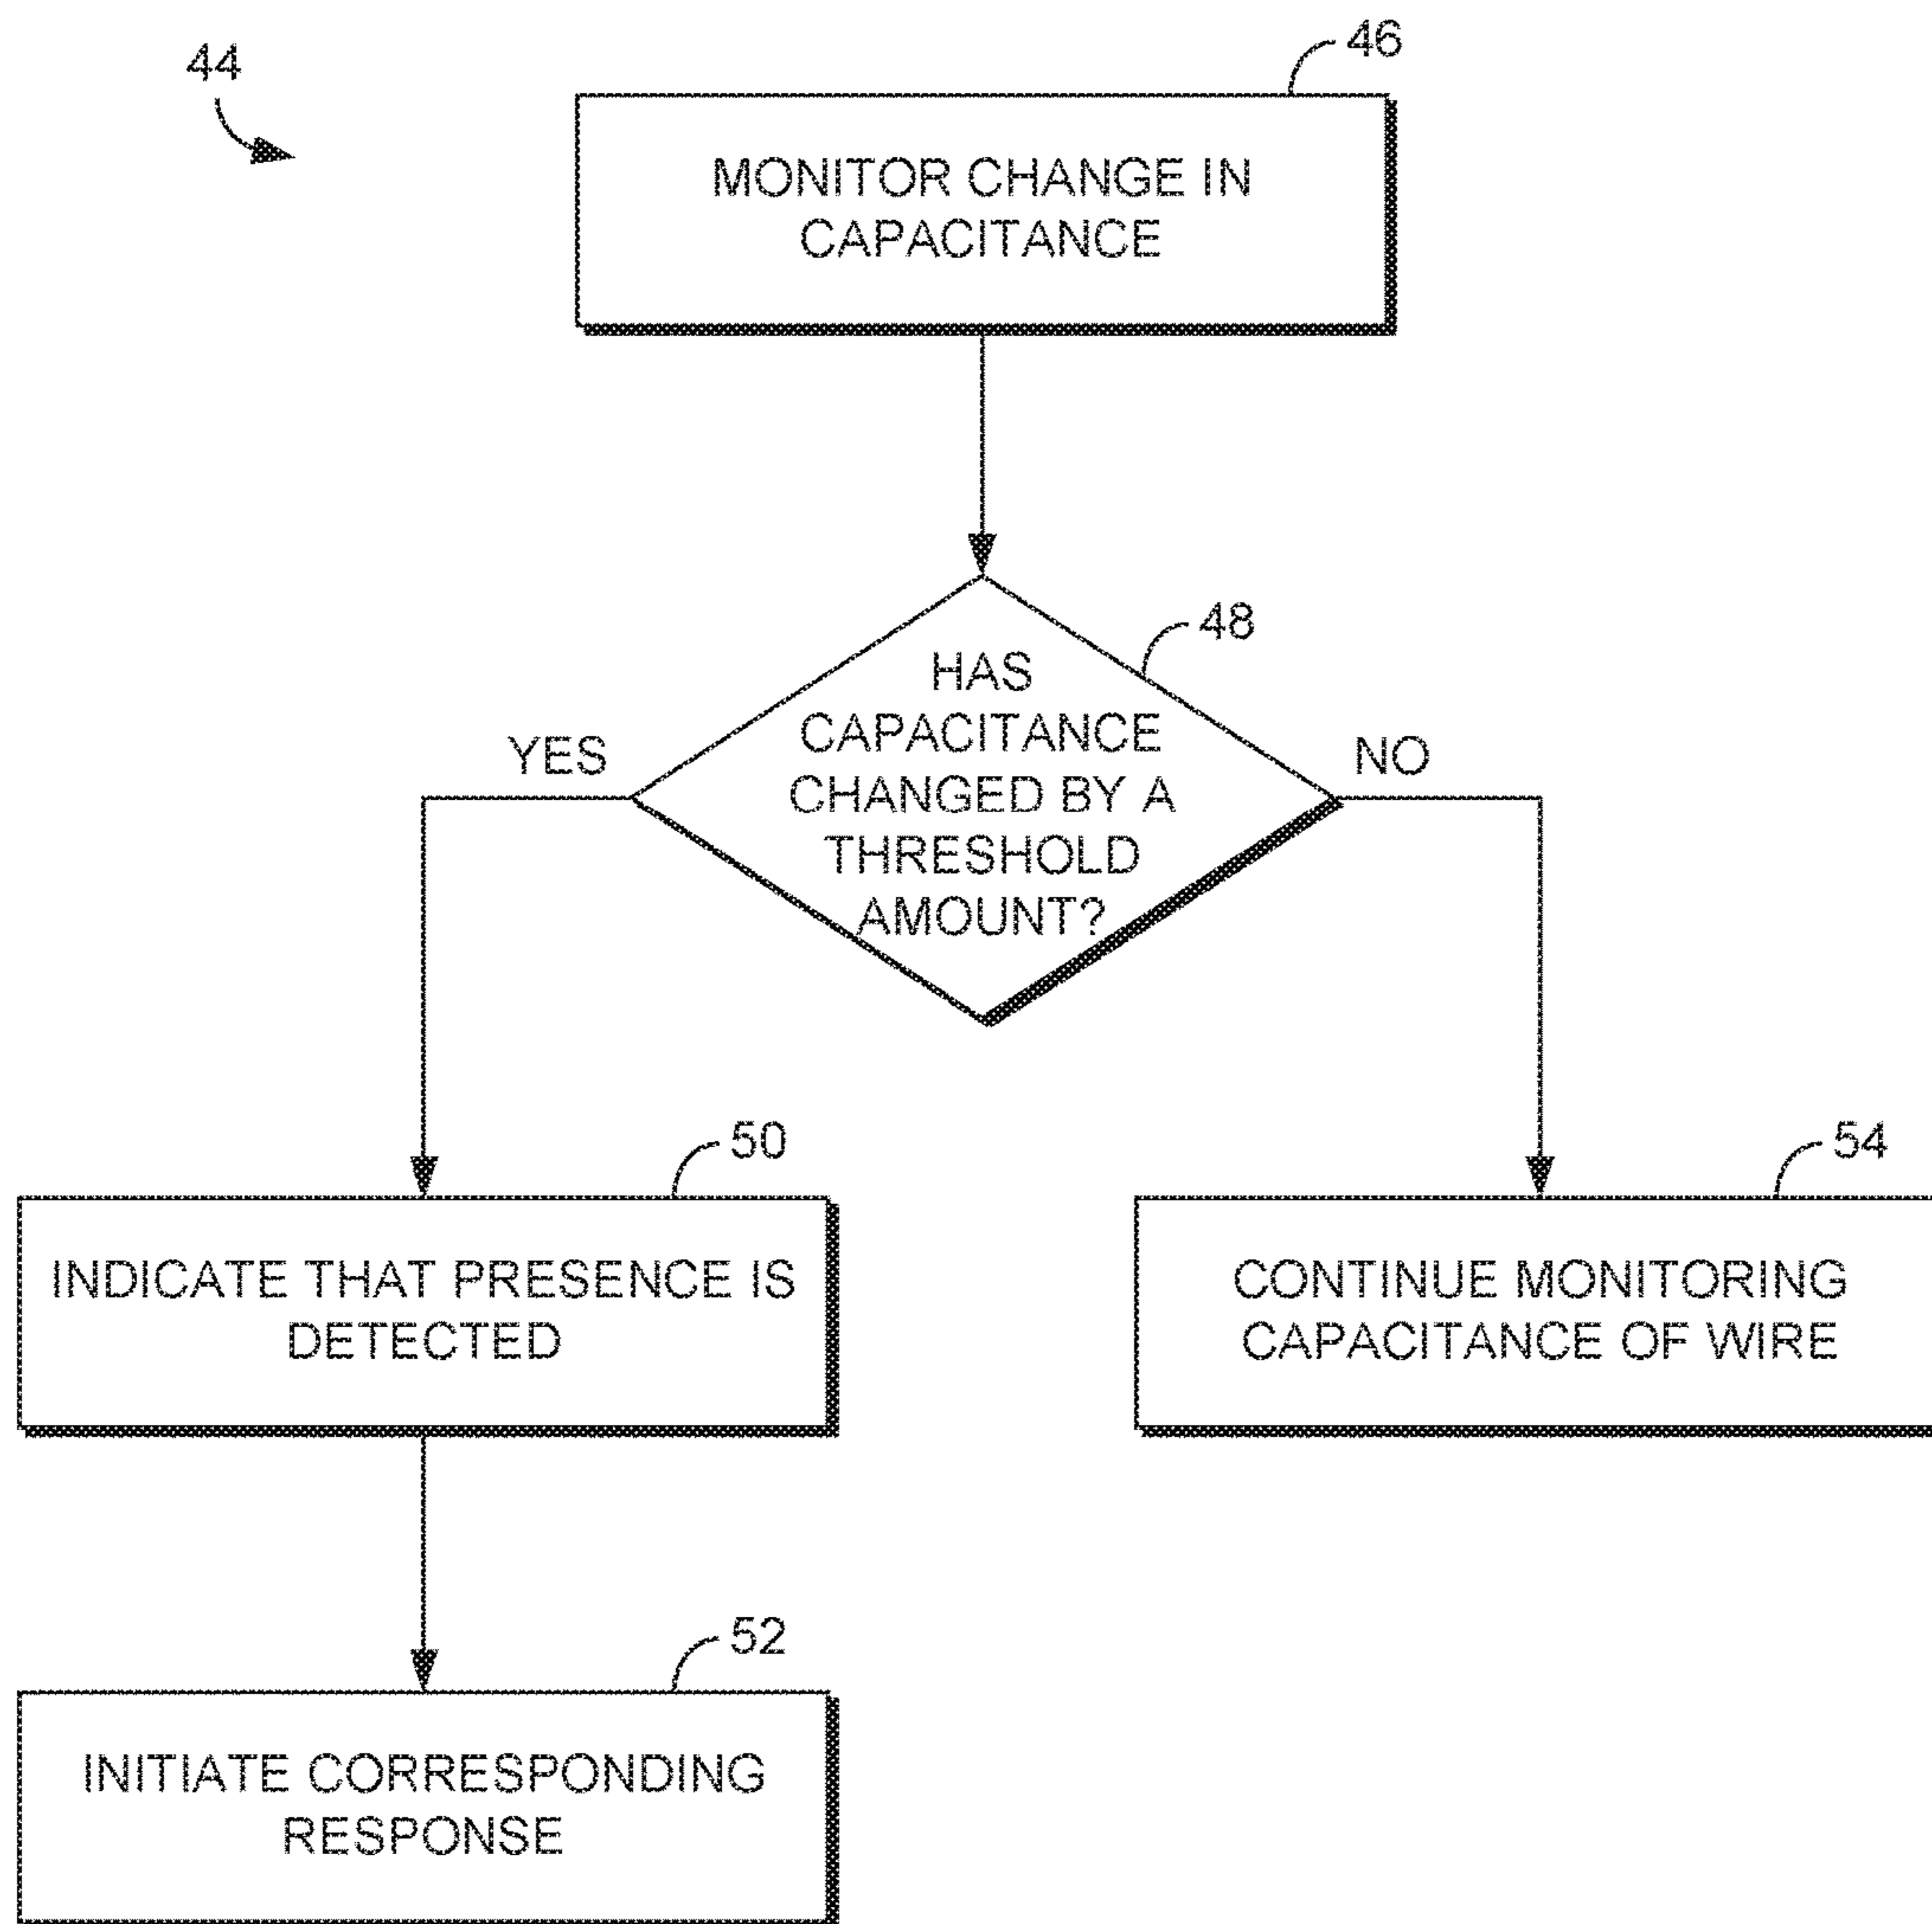 44
46
MONITOR CHANGE IN
CAPACITANCE
48
HAS
CAPACITANCE
CHANGED BY A
THRESHOLD
AMOUNT?
YES
NO
50
INDICATE THAT PRESENCE IS
DETECTED
54
CONTINUE MONITORING
CAPACITANCE OF WIRE
52
INITIATE CORRESPONDING
RESPONSE